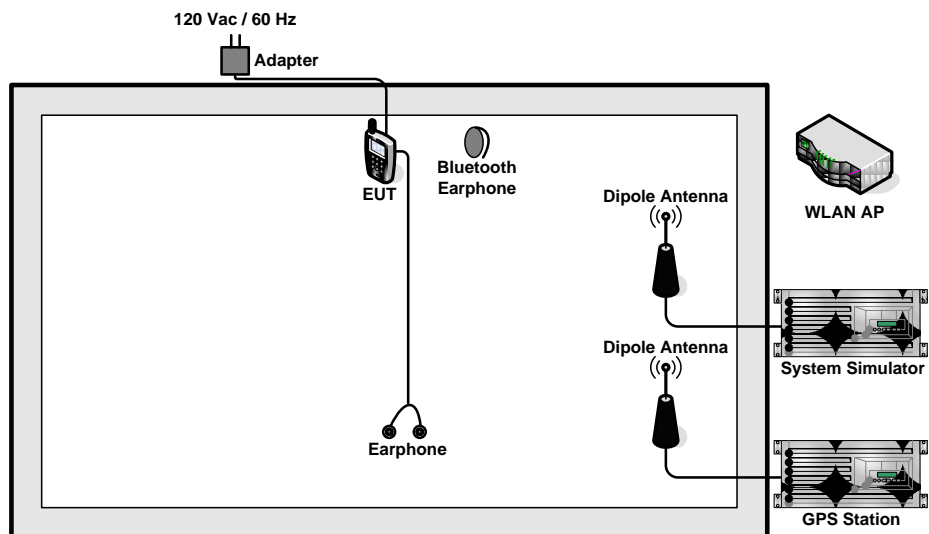 120 Vac / 60 Hz
Adapter
EUT
Bluetooth
Earphone
Dipole Antenna
WLAN AP
System Simulator
Dipole Antenna
Earphone
GPS Station